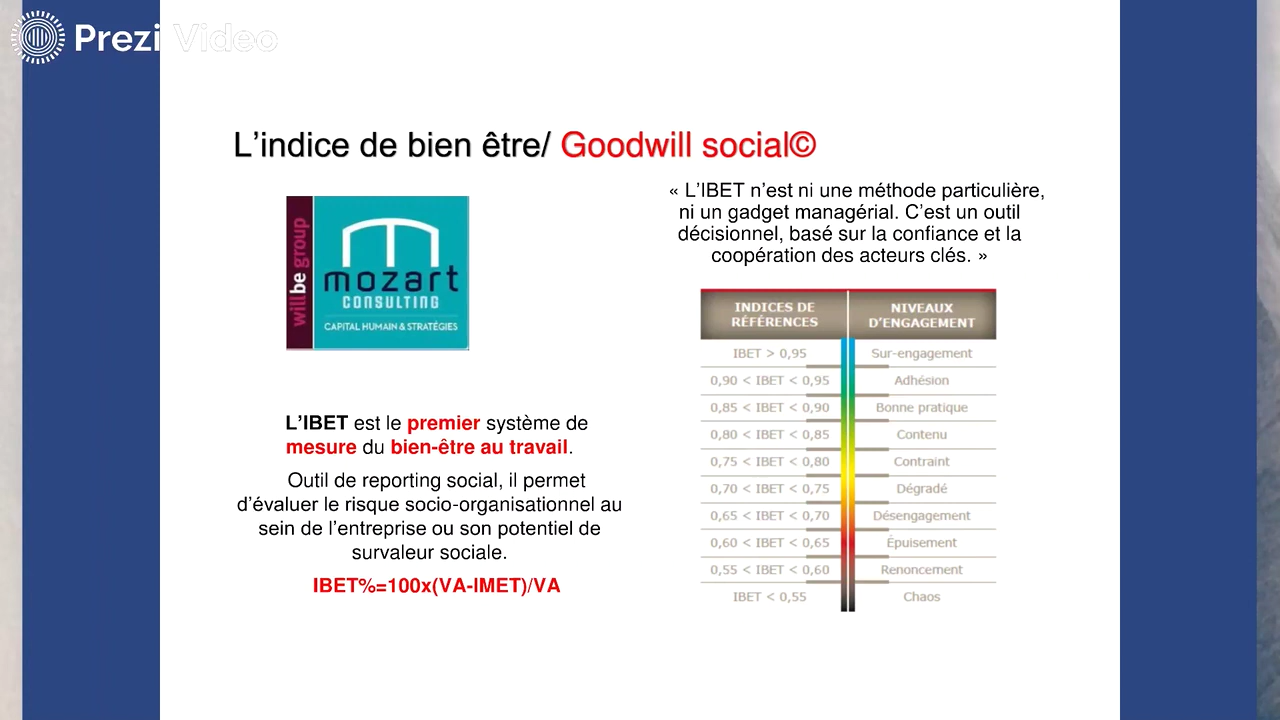 Prezi Video
L’indice de bien être/ Goodwill social©
willbe group
mozart
CONSULTING
CAPITAL HUMAIN & STRATÉGIES
« L’IBET n’est ni une méthode particulière,
ni un gadget managérial. C’est un outil
décisionnel, basé sur la confiance et la
coopération des acteurs clés. »
L’IBET est le premier système de
mesure du bien-être au travail.
Outil de reporting social, il permet
d’évaluer le risque socio-organisationnel au
sein de l’entreprise ou son potentiel de
survaleur sociale.
IBET%=100x(VA-IMET)/VA
INDICES DE RÉFÉRENCES NIVEAUX D’ENGAGEMENT
IBET > 0,95 Sur-engagement
0,90 < IBET < 0,95 Adhésion
0,85 < IBET < 0,90 Bonne pratique
0,80 < IBET < 0,85 Contenu
0,75 < IBET < 0,80 Contraint
0,70 < IBET < 0,75 Dégradé
0,65 < IBET < 0,70 Désengagement
0,60 < IBET < 0,65 Épuisement
0,55 < IBET < 0,60 Renoncement
IBET < 0,55 Chaos